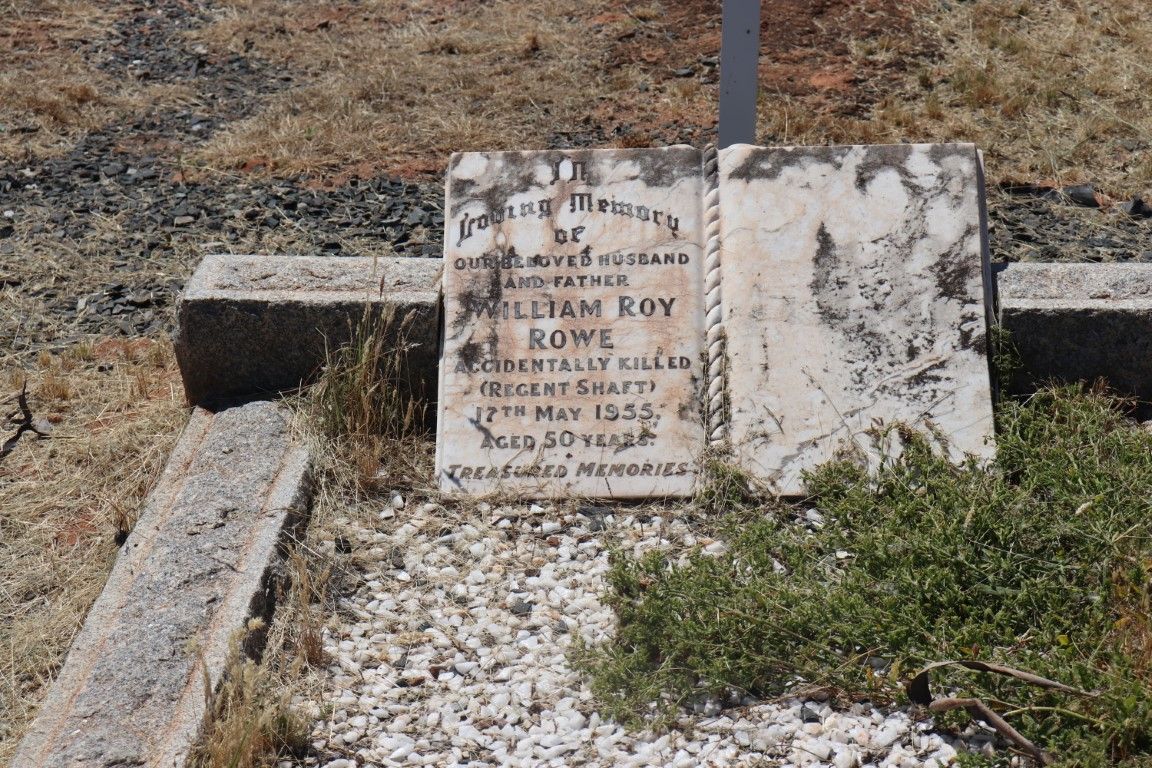 In
Loving Memory
of
OUR BELOVED HUSBAND
AND FATHER
WILLIAM ROY
ROWE
ACCIDENTALLY KILLED
(REGENT SHAFT)
17TH MAY 1955.
AGED 50 YEARS.
TREASURED MEMORIES.